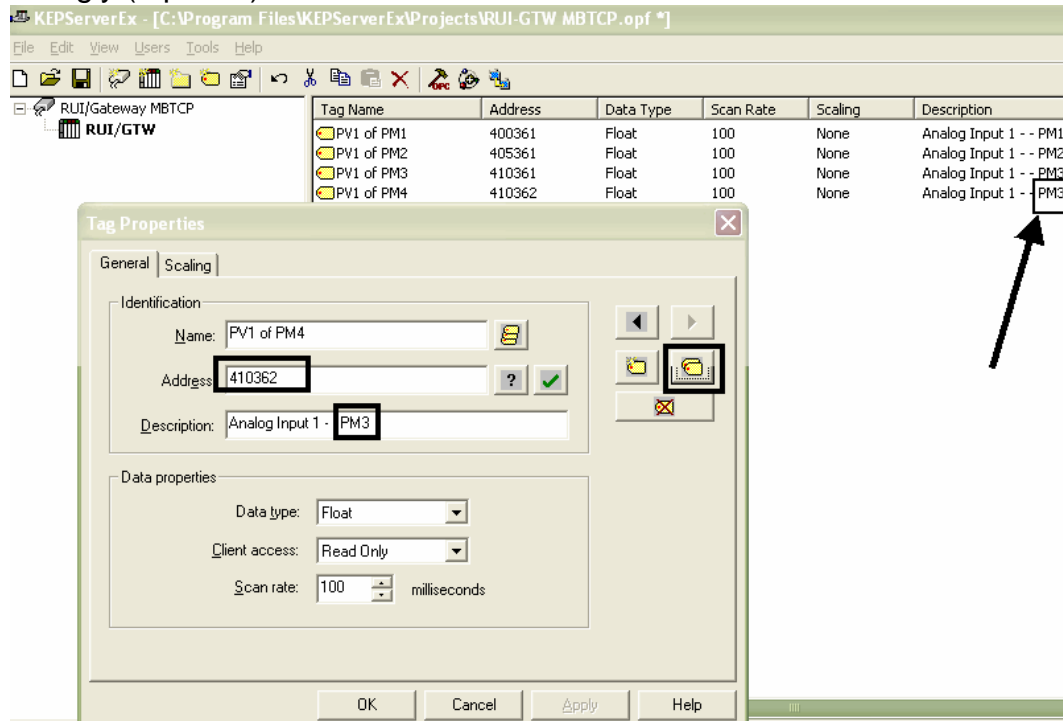 KEPServerEx - [C:\Program Files\KEPServerEx\Projects\RUI-GTW MBTCP.opf *]
File Edit View Users Tools Help
RUI/Gateway MBTCP
RUI/GTW
Tag Name Address Data Type Scan Rate Scaling Description
PV1 of PM1 400361 Float 100 None Analog Input 1 - - PM1
PV1 of PM2 405361 Float 100 None Analog Input 1 - - PM2
PV1 of PM3 410361 Float 100 None Analog Input 1 - - PM3
PV1 of PM4 410362 Float 100 None Analog Input 1 - - PM3
Tag Properties
General Scaling
Identification
Name: PV1 of PM4
Address 410362 ?
Description: Analog Input 1 - PM3
Data properties
Data type: Float
Client access: Read Only
Scan rate: 100 milliseconds
OK Cancel Apply Help